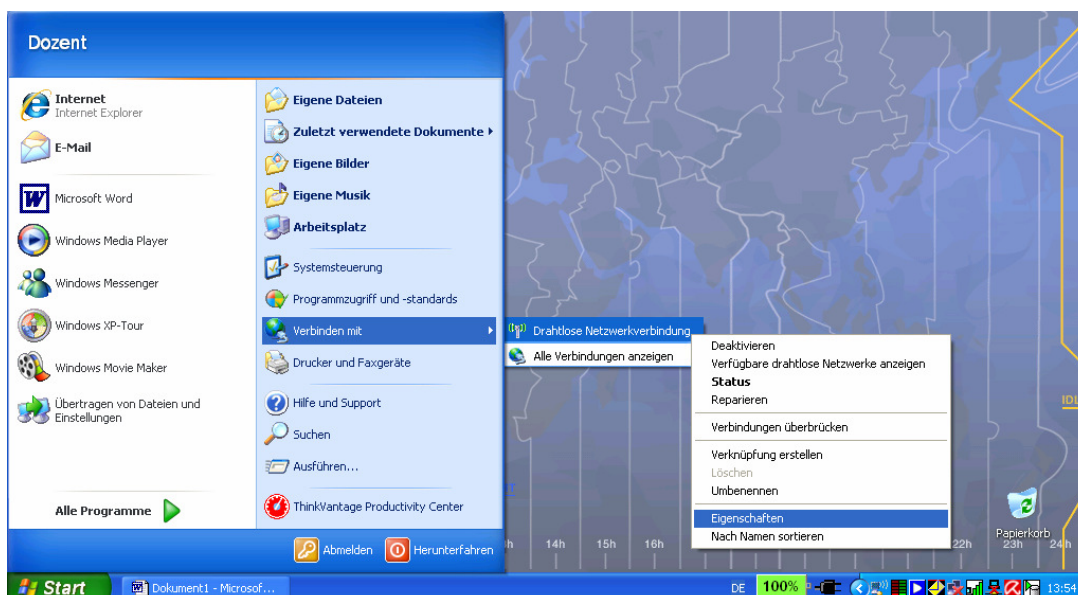 Dozent
Internet
Internet Explorer
E-Mail
Microsoft Word
Windows Media Player
Windows Messenger
Windows XP-Tour
Windows Movie Maker
Übertragen von Dateien und
Einstellungen
Alle Programme
Eigene Dateien
Zuletzt verwendete Dokumente
Eigene Bilder
Eigene Musik
Arbeitsplatz
Systemsteuerung
Programmzugriff und -standards
Verbinden mit
Drucker und Faxgeräte
Hilfe und Support
Suchen
Ausführen...
ThinkVantage Productivity Center
Abmelden
Herunterfahren
Drahtlose Netzwerkverbindung
Alle Verbindungen anzeigen
Deaktivieren
Verfügbare drahtlose Netzwerke anzeigen
Status
Reparieren
Verbindungen überbrücken
Verknüpfung erstellen
Löschen
Umbenennen
Eigenschaften
Nach Namen sortieren
IDL
Papierkorb
14h 15h 16h 22h 23h 24h
Start
Dokument1 - Microsof...
DE
100%
13:54